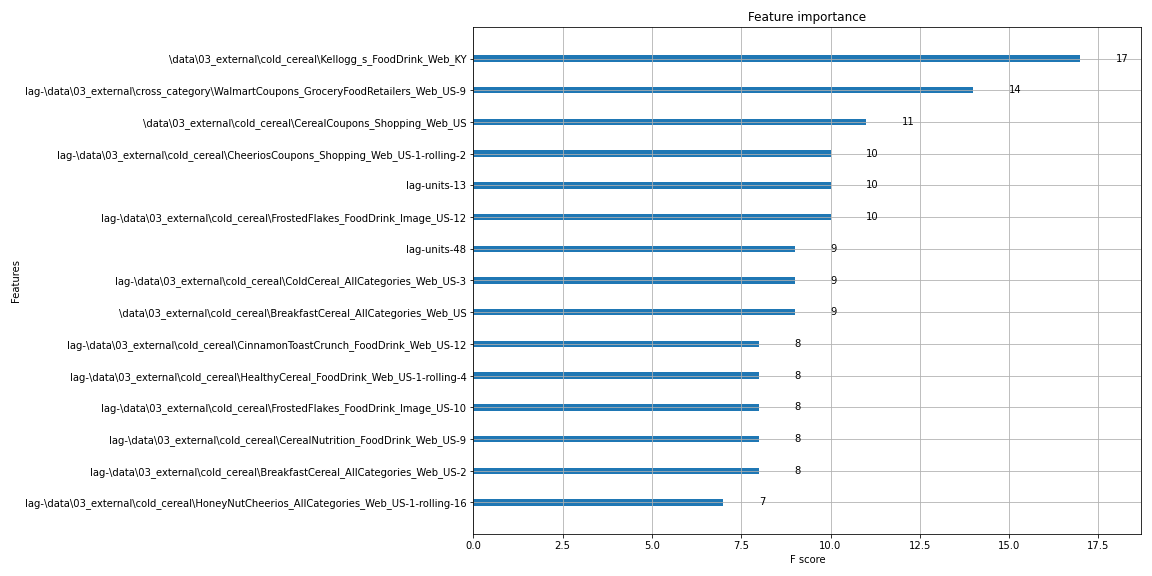 Feature importance
Features
\data\03_external\cold_cereal\Kellogg_s_FoodDrink_Web_KY 17
lag-\data\03_external\cross_category\WalmartCoupons_GroceryFoodRetailers_Web_US-9 14
\data\03_external\cold_cereal\CerealCoupons_Shopping_Web_US 11
lag-\data\03_external\cold_cereal\CheeriosCoupons_Shopping_Web_US-1-rolling-2 10
lag-units-13 10
lag-\data\03_external\cold_cereal\FrostedFlakes_FoodDrink_Image_US-12 10
lag-units-48 9
lag-\data\03_external\cold_cereal\ColdCereal_AllCategories_Web_US-3 9
\data\03_external\cold_cereal\BreakfastCereal_AllCategories_Web_US 9
lag-\data\03_external\cold_cereal\CinnamonToastCrunch_FoodDrink_Web_US-12 8
lag-\data\03_external\cold_cereal\HealthyCereal_FoodDrink_Web_US-1-rolling-4 8
lag-\data\03_external\cold_cereal\FrostedFlakes_FoodDrink_Image_US-10 8
lag-\data\03_external\cold_cereal\CerealNutrition_FoodDrink_Web_US-9 8
lag-\data\03_external\cold_cereal\BreakfastCereal_AllCategories_Web_US-2 8
lag-\data\03_external\cold_cereal\HoneyNutCheerios_AllCategories_Web_US-1-rolling-16 7
0.0 2.5 5.0 7.5 10.0 12.5 15.0 17.5
F score